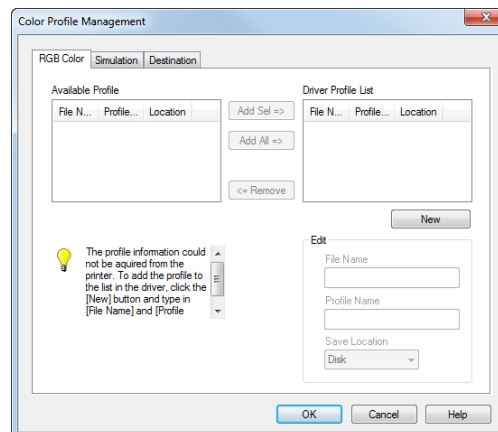 Color Profile Management
RGB Color Simulation Destination
Available Profile
Driver Profile List
File N... Profile... Location
Add Sel =>
File N... Profile... Location
Add All =>
<= Remove
New
The profile information could
not be aquired from the
printer. To add the profile to
the list in the driver, click the
[New] button and type in
[File Name] and [Profile
Edit
File Name
Profile Name
Save Location
Disk
OK Cancel Help